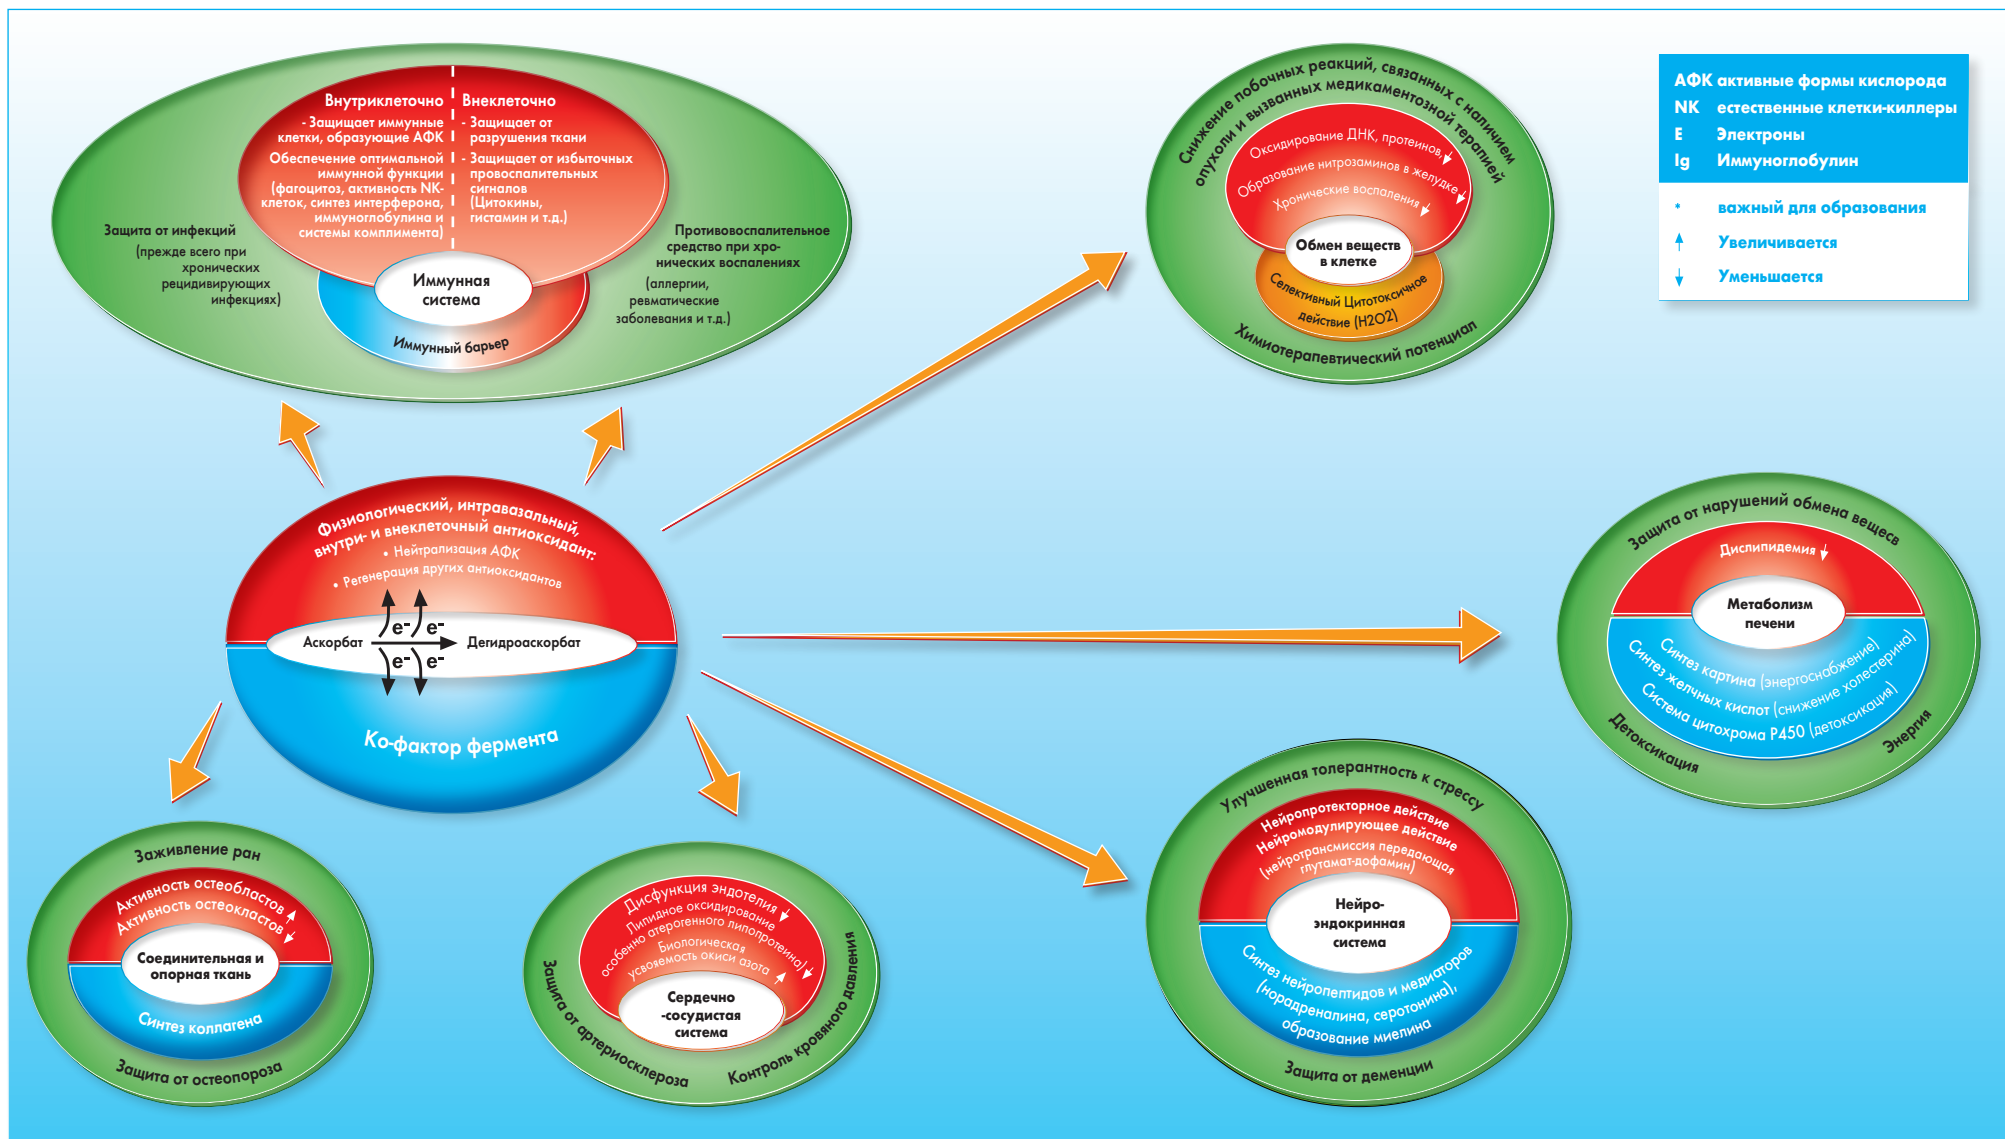 Внутриклеточно
- Защищает иммунные
клетки, образующие АФК
Обеспечение оптимальной
иммунной функции
(фагоцитоз, активность NK-
клеток, синтез интерферона,
иммуноглобулина и
системы комплимента)
Внеклеточно
- Защищает от
разрушения ткани
- Защищает от избыточных
провоспалительных
сигналов
(Цитокины,
гистамин и т.д.)
Защита от инфекций
(прежде всего при
хронических
рецидивирующих
инфекциях)
Противовоспалительное
средство при хро-
нических воспалениях
(аллергии,
ревматические
заболевания и т.д.)
Иммунная
система
Иммунный барьер
Снижение побочных реакций, связанных с наличием
опухоли и вызванных медикаментозной терапией
Оксидирование ДНК, протеинов,↓
Образование нитрозаминов в желудке↓
Хронические воспаления ↓
Обмен веществ
в клетке
Селективный Цитотоксичное
действие (H2O2)
Химиотерапевтический потенциал
АФК активные формы кислорода
NK естественные клетки-киллеры
E Электроны
Ig Иммуноглобулин
* важный для образования
↑ Увеличивается
↓ Уменьшается
Физиологический, интравазальный,
внутри- и внеклеточный антиоксидант:
• Нейтрализация АФК
• Регенерация других антиоксидантов
e- e-
Аскорбат
Дегидроаскорбат
e- e-
Ко-фактор фермента
Защита от нарушений обмена вещесв
Дислипидемия ↓
Метаболизм
печени
Синтез картина (энергоснабжение)
Синтез желчных кислот (снижение холестерина)
Система цитохрома P450 (детоксикация)
Детоксикация
Энергия
Заживление ран
Активность остеобластов ↑
Активность остеокластов ↓
Соединительная и
опорная ткань
Синтез коллагена
Защита от остеопороза
Дисфункция эндотелия ↓
Липидное оксидирование
особенно атерогенного липопротеина)↓
Биологическая
усвояемость окиси азота ↑
Сердечно
-сосудистая
система
Защита от артериосклероза
Контроль кровяного давления
Улучшенная толерантность к стрессу
Нейропротекторное действие
Нейромодулирующее действие
(нейротрансмиссия передающая
глутамат-дофамин)
Нейро-
эндокринная
система
Синтез нейропептидов и медиаторов
(норадреналина, серотонина),
образование миелина
Защита от деменции